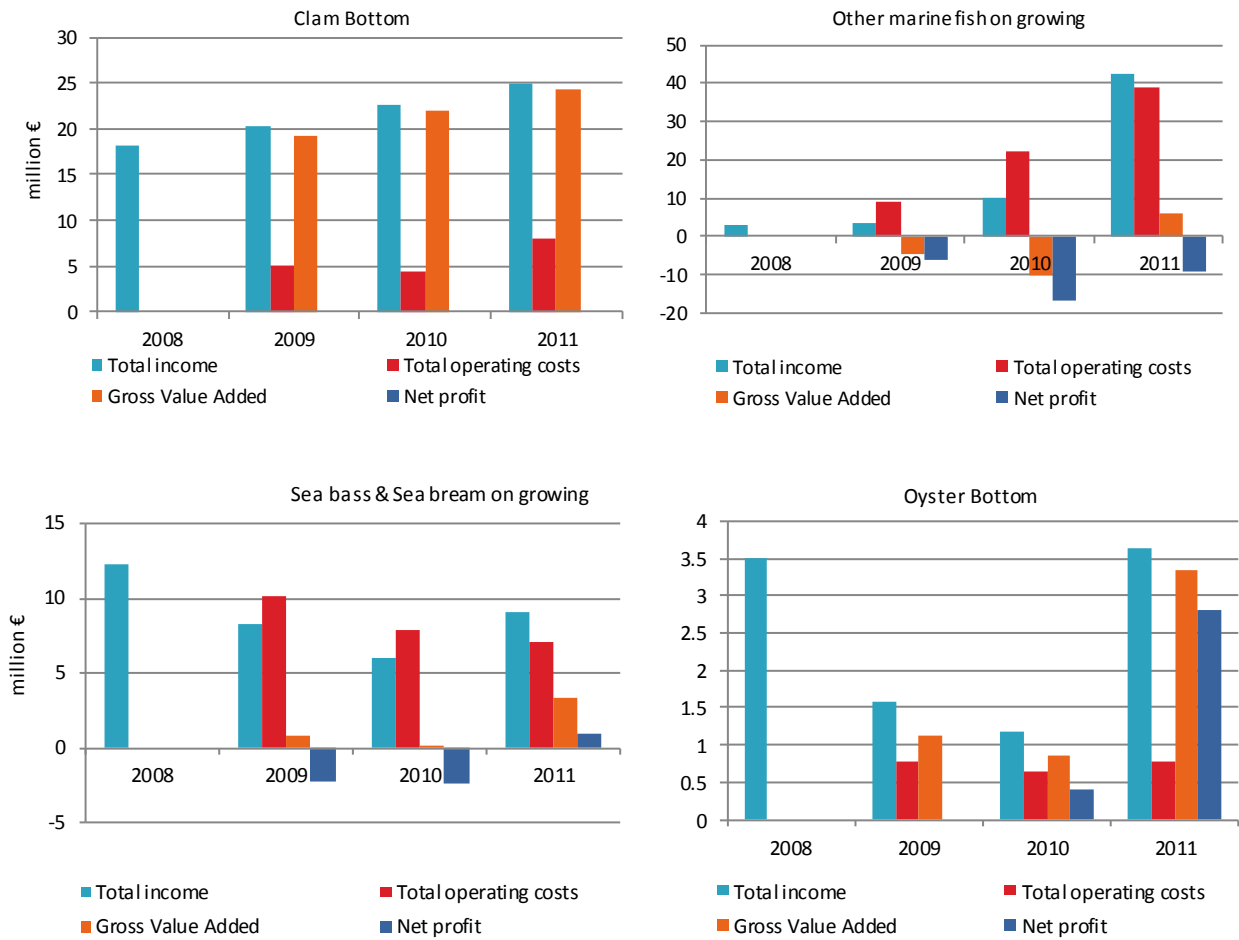 Clam Bottom
million €
30
25
20
15
10
5
0
2008 2009 2010 2011
Total income Total operating costs
Gross Value Added Net profit
Other marine fish on growing
50
40
30
20
10
0
-10
-20
2008 2009 2010 2011
Total income Total operating costs
Gross Value Added Net profit
Sea bass & Sea bream on growing
million €
15
10
5
0
-5
2008 2009 2010 2011
Total income Total operating costs
Gross Value Added Net profit
Oyster Bottom
4
3.5
3
2.5
2
1.5
1
0.5
0
2008 2009 2010 2011
Total income Total operating costs
Gross Value Added Net profit